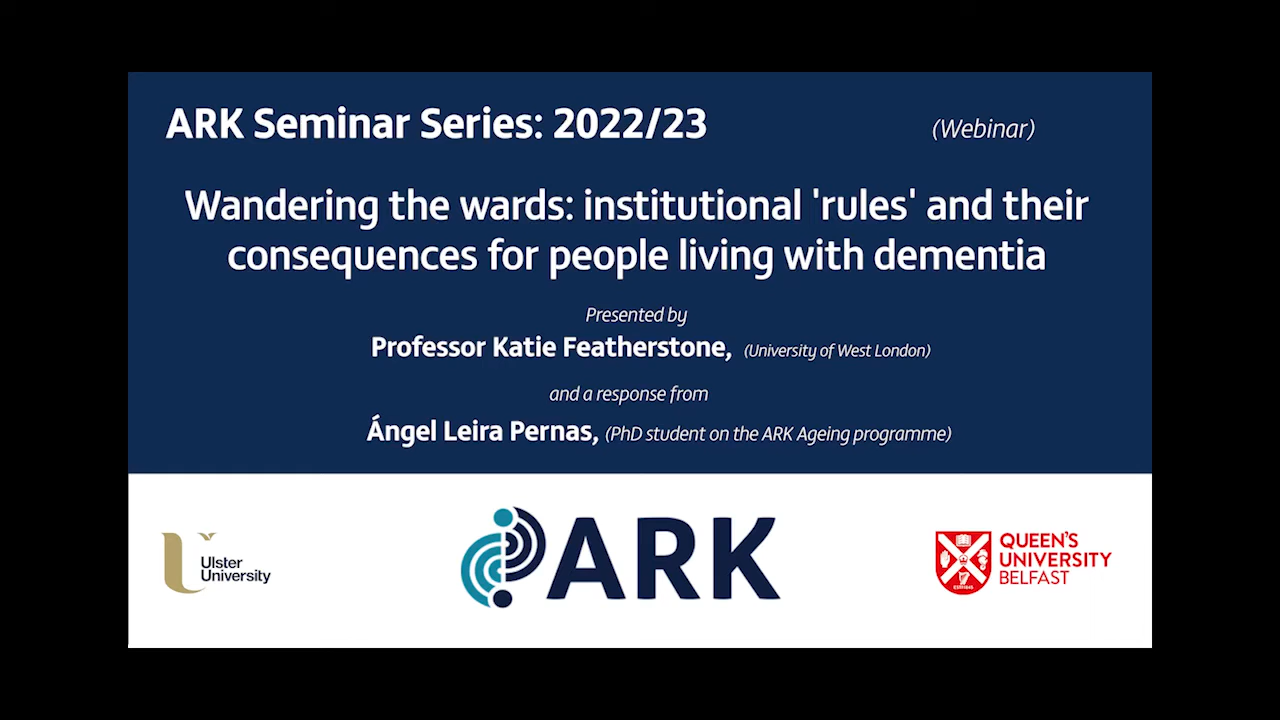 ARK Seminar Series: 2022/23
(Webinar)
Wandering the wards: institutional 'rules' and their
consequences for people living with dementia
Presented by
Professor Katie Featherstone, (University of West London)
and a response from
Ángel Leira Pernas, (PhD student on the ARK Ageing programme)
Ulster
University
ARK
QUEEN'S
UNIVERSITY
BELFAST